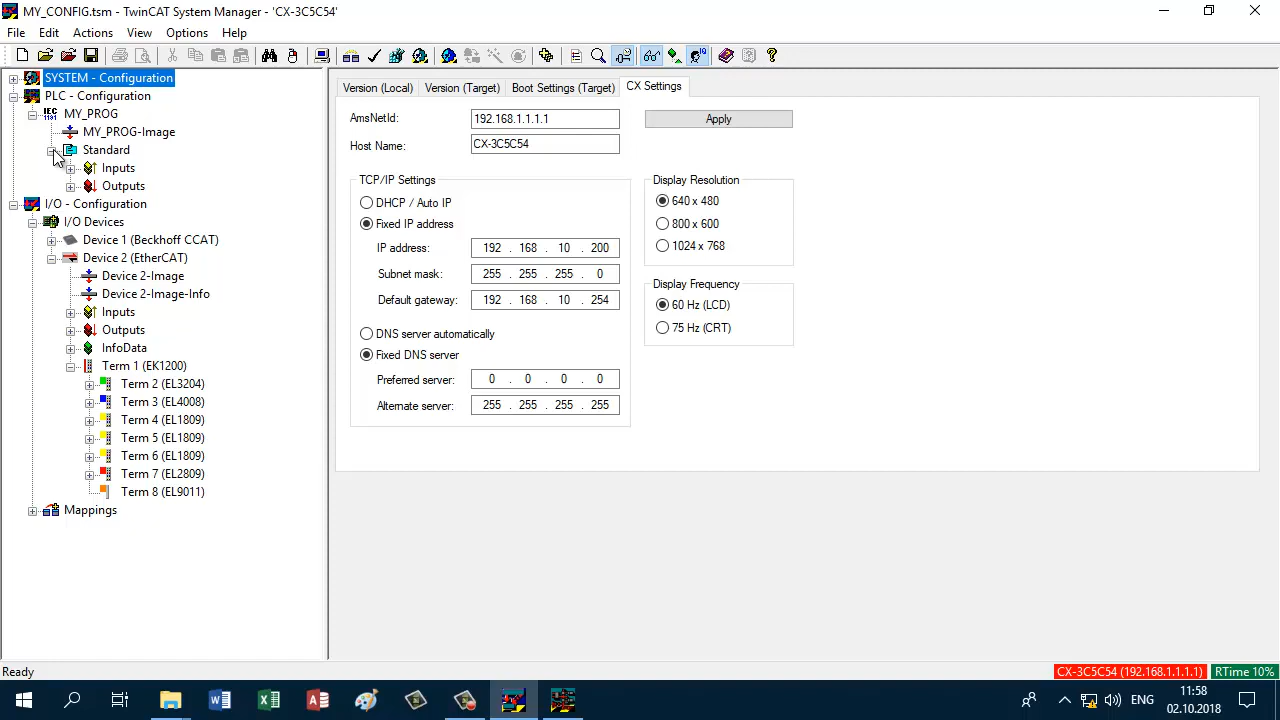 MY_CONFIG.tsm - TwinCAT System Manager - 'CX-3C5C54'
File Edit Actions View Options Help
SYSTEM - Configuration
PLC - Configuration
MY_PROG
MY_PROG-Image
Standard
Inputs
Outputs
I/O - Configuration
I/O Devices
Device 1 (Beckhoff CCAT)
Device 2 (EtherCAT)
Device 2-Image
Device 2-Image-Info
Inputs
Outputs
InfoData
Term 1 (EK1200)
Term 2 (EL3204)
Term 3 (EL4008)
Term 4 (EL1809)
Term 5 (EL1809)
Term 6 (EL1809)
Term 7 (EL2809)
Term 8 (EL9011)
Mappings
Version (Local) Version (Target) Boot Settings (Target) CX Settings
AmsNetId: 192.168.1.1.1.1 Apply
Host Name: CX-3C5C54
TCP/IP Settings
DHCP / Auto IP
Fixed IP address
IP address: 192 . 168 . 10 . 200
Subnet mask: 255 . 255 . 255 . 0
Default gateway: 192 . 168 . 10 . 254
DNS server automatically
Fixed DNS server
Preferred server: 0 . 0 . 0 . 0
Alternate server: 255 . 255 . 255 . 255
Display Resolution
640 x 480
800 x 600
1024 x 768
Display Frequency
60 Hz (LCD)
75 Hz (CRT)
Ready CX-3C5C54 (192.168.1.1.1.1) RTime 10%
ENG 11:58
02.10.2018